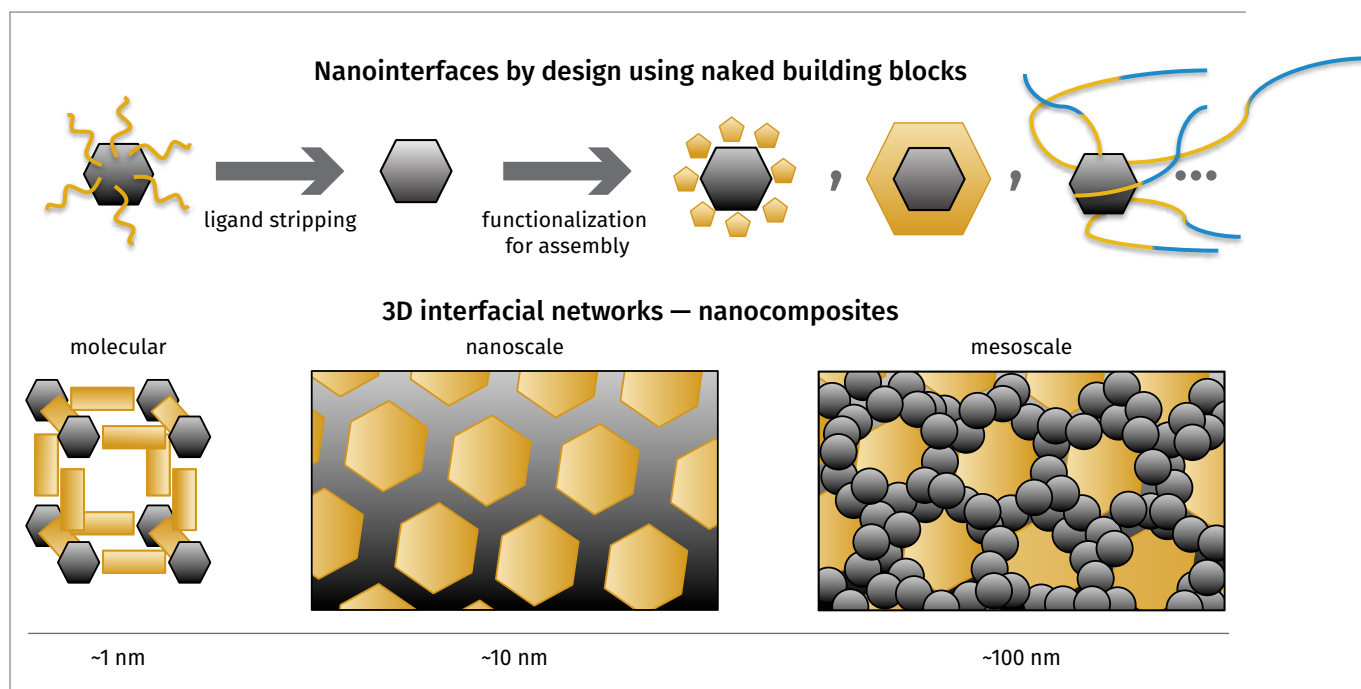 Nanointerfaces by design using naked building blocks
ligand stripping
functionalization
for assembly
, , •••
3D interfacial networks — nanocomposites
molecular
nanoscale
mesoscale
~1 nm
~10 nm
~100 nm